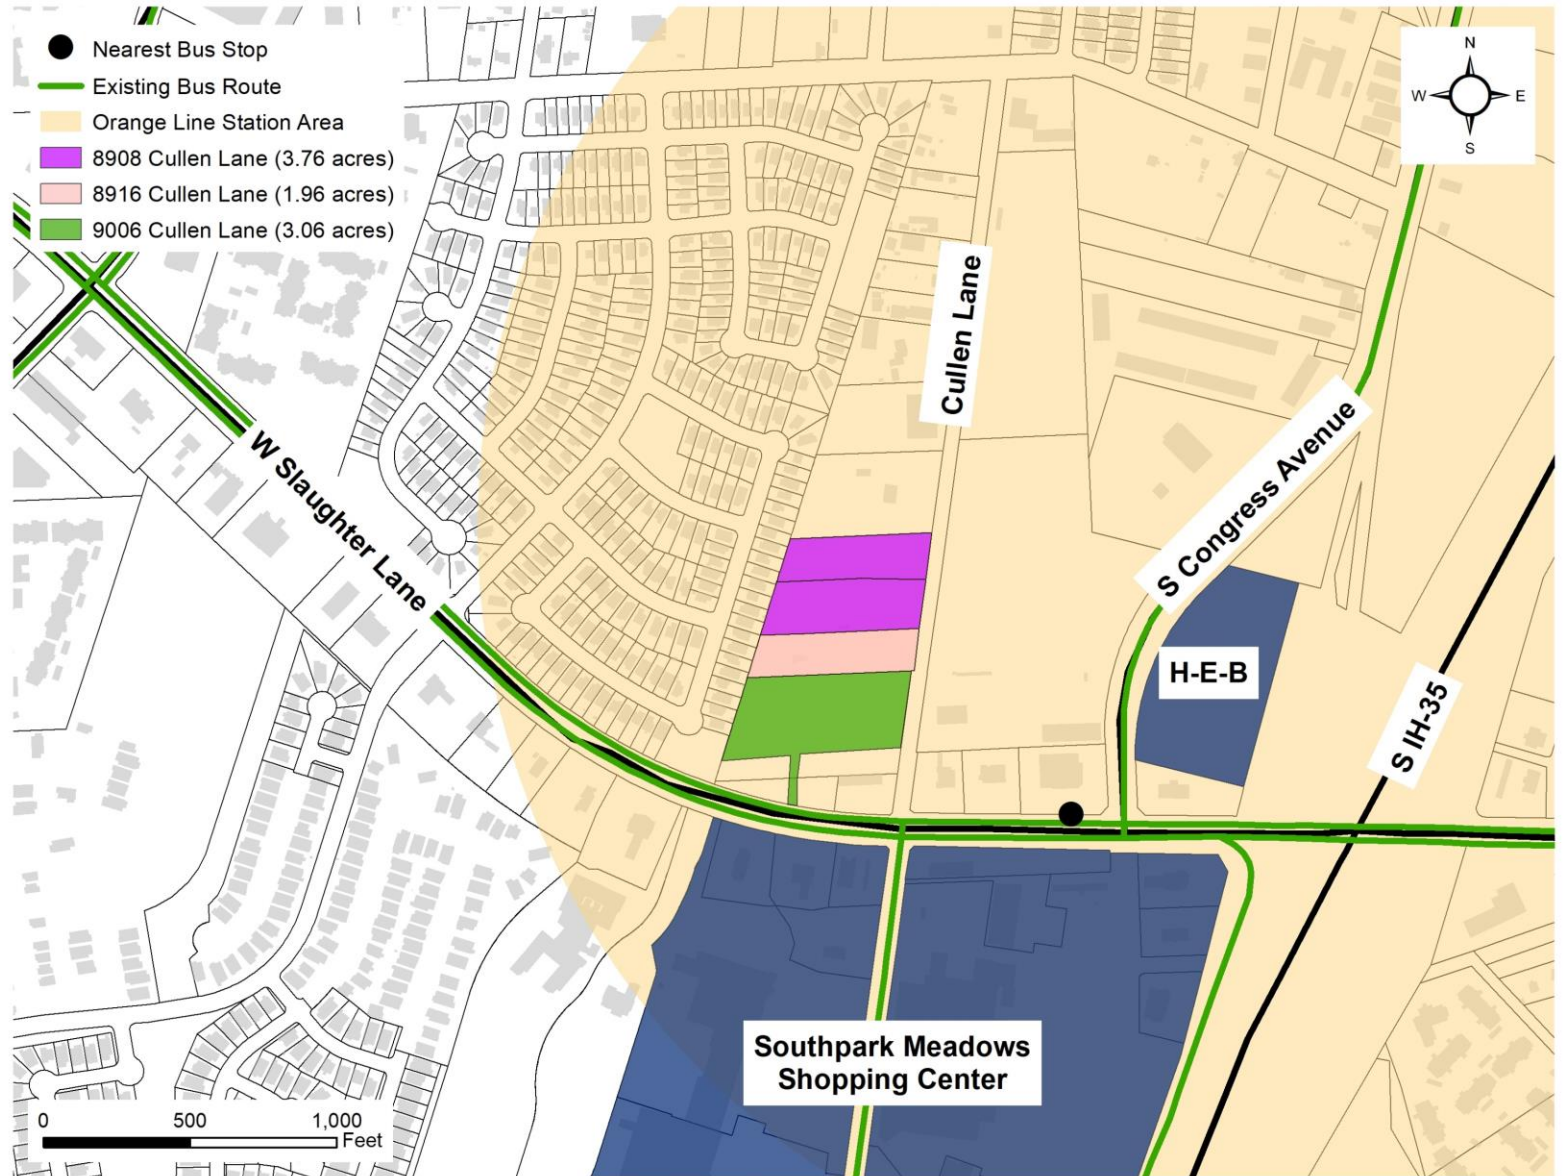 Nearest Bus Stop
Existing Bus Route
Orange Line Station Area
8908 Cullen Lane (3.76 acres)
8916 Cullen Lane (1.96 acres)
9006 Cullen Lane (3.06 acres)
N
W
E
S
Cullen Lane
S Congress Avenue
W Slaughter Lane
H-E-B
S IH-35
Southpark Meadows
Shopping Center
0
500
1,000
Feet